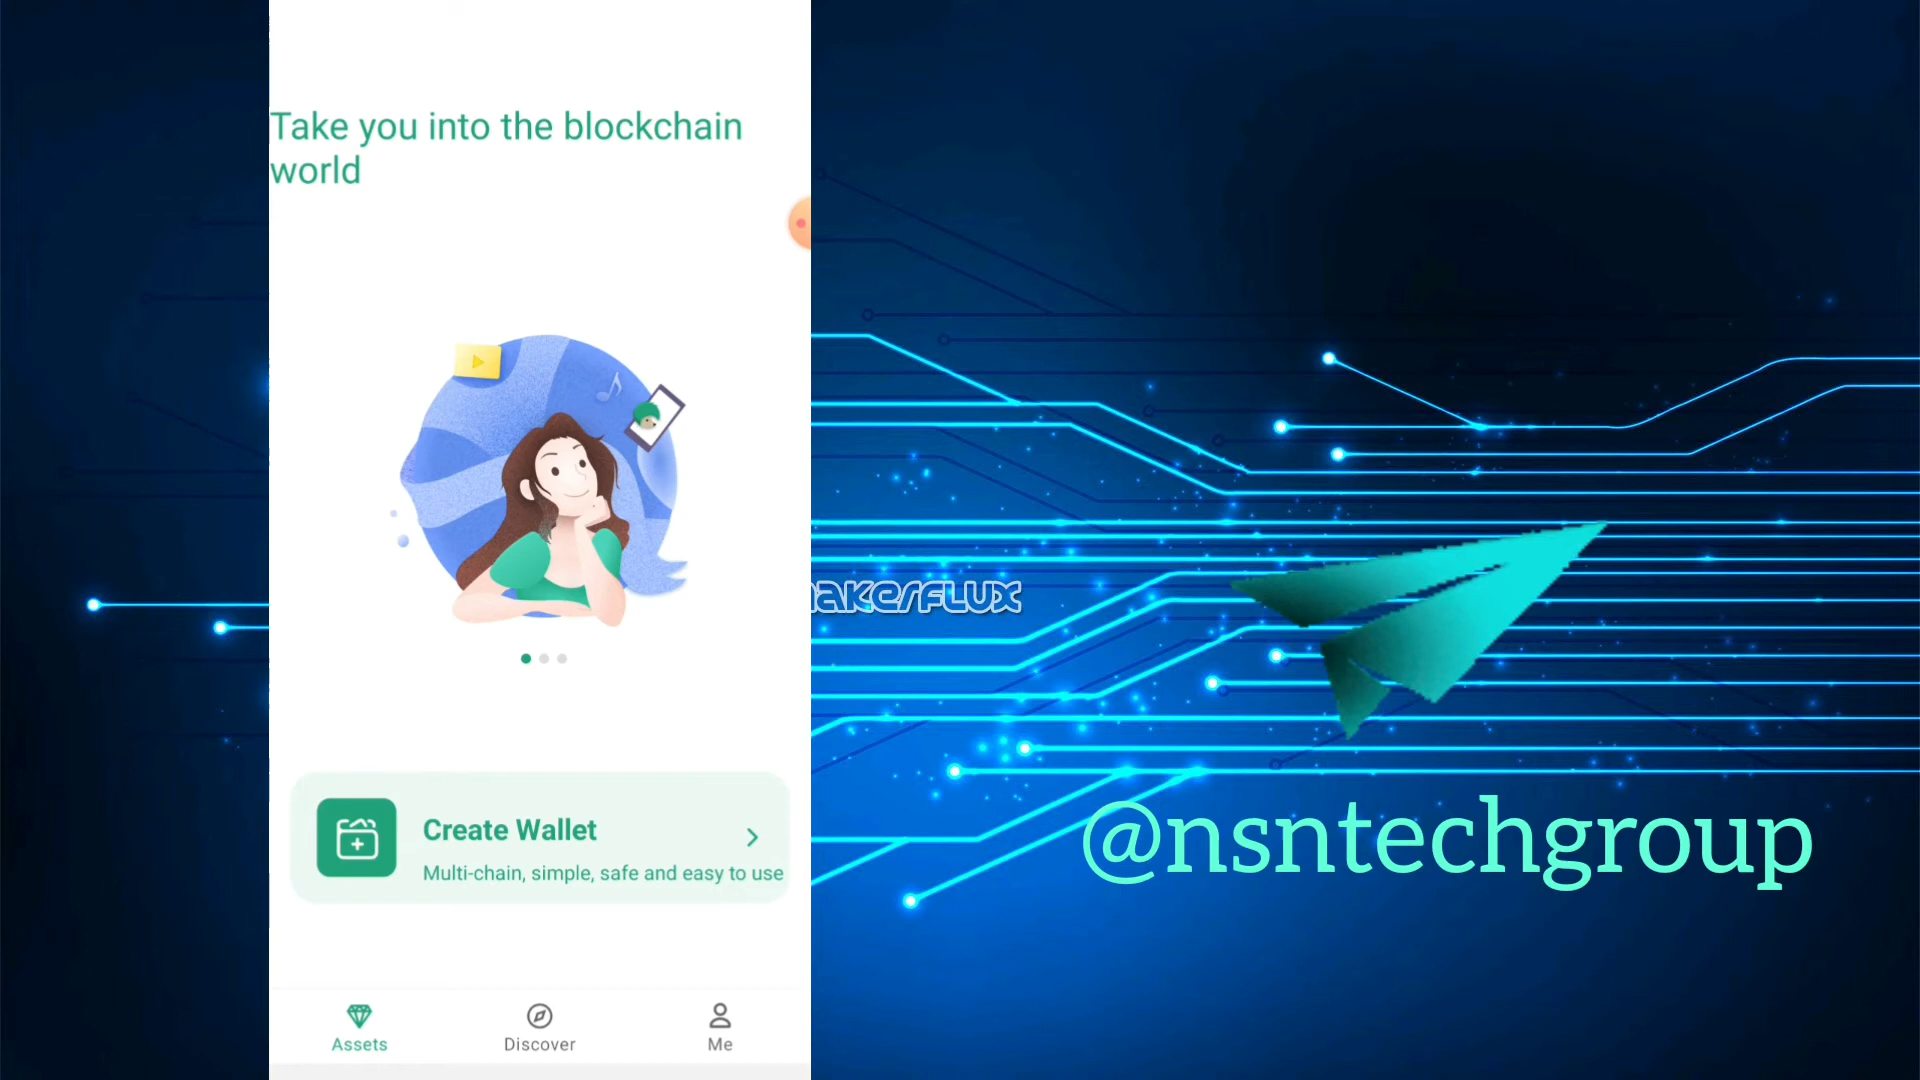 Take you into the blockchain
world
Create Wallet
Multi-chain, simple, safe and easy to use
Assets
Discover
Me
@nsntechgroup